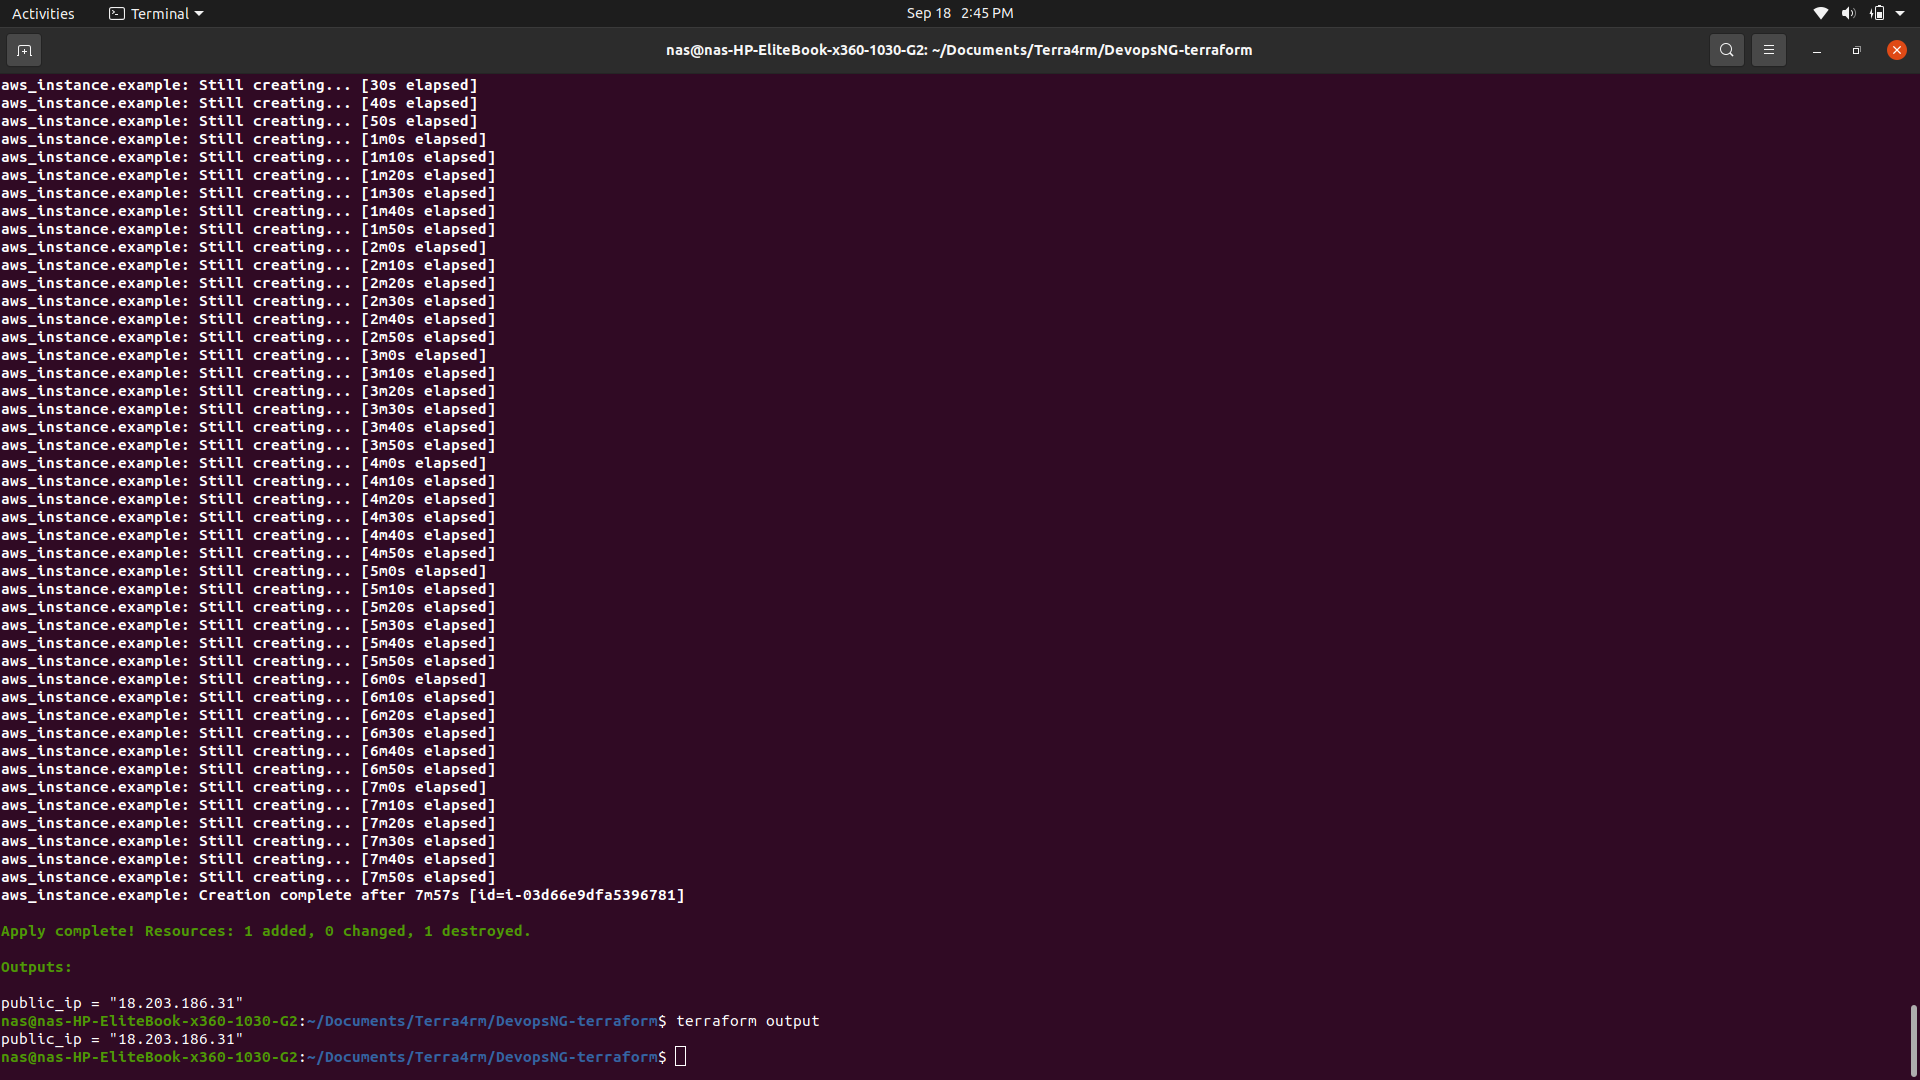 Activities
Terminal
Sep 18 2:45 PM
nas@nas-HP-EliteBook-x360-1030-G2: ~/Documents/Terra4rm/DevopsNG-terraform
aws_instance.example: Still creating... [30s elapsed]
aws_instance.example: Still creating... [40s elapsed]
aws_instance.example: Still creating... [50s elapsed]
aws_instance.example: Still creating... [1m0s elapsed]
aws_instance.example: Still creating... [1m10s elapsed]
aws_instance.example: Still creating... [1m20s elapsed]
aws_instance.example: Still creating... [1m30s elapsed]
aws_instance.example: Still creating... [1m40s elapsed]
aws_instance.example: Still creating... [1m50s elapsed]
aws_instance.example: Still creating... [2m0s elapsed]
aws_instance.example: Still creating... [2m10s elapsed]
aws_instance.example: Still creating... [2m20s elapsed]
aws_instance.example: Still creating... [2m30s elapsed]
aws_instance.example: Still creating... [2m40s elapsed]
aws_instance.example: Still creating... [2m50s elapsed]
aws_instance.example: Still creating... [3m0s elapsed]
aws_instance.example: Still creating... [3m10s elapsed]
aws_instance.example: Still creating... [3m20s elapsed]
aws_instance.example: Still creating... [3m30s elapsed]
aws_instance.example: Still creating... [3m40s elapsed]
aws_instance.example: Still creating... [3m50s elapsed]
aws_instance.example: Still creating... [4m0s elapsed]
aws_instance.example: Still creating... [4m10s elapsed]
aws_instance.example: Still creating... [4m20s elapsed]
aws_instance.example: Still creating... [4m30s elapsed]
aws_instance.example: Still creating... [4m40s elapsed]
aws_instance.example: Still creating... [4m50s elapsed]
aws_instance.example: Still creating... [5m0s elapsed]
aws_instance.example: Still creating... [5m10s elapsed]
aws_instance.example: Still creating... [5m20s elapsed]
aws_instance.example: Still creating... [5m30s elapsed]
aws_instance.example: Still creating... [5m40s elapsed]
aws_instance.example: Still creating... [5m50s elapsed]
aws_instance.example: Still creating... [6m0s elapsed]
aws_instance.example: Still creating... [6m10s elapsed]
aws_instance.example: Still creating... [6m20s elapsed]
aws_instance.example: Still creating... [6m30s elapsed]
aws_instance.example: Still creating... [6m40s elapsed]
aws_instance.example: Still creating... [6m50s elapsed]
aws_instance.example: Still creating... [7m0s elapsed]
aws_instance.example: Still creating... [7m10s elapsed]
aws_instance.example: Still creating... [7m20s elapsed]
aws_instance.example: Still creating... [7m30s elapsed]
aws_instance.example: Still creating... [7m40s elapsed]
aws_instance.example: Still creating... [7m50s elapsed]
aws_instance.example: Creation complete after 7m57s [id=i-03d66e9dfa5396781]
Apply complete! Resources: 1 added, 0 changed, 1 destroyed.
Outputs:
public_ip = "18.203.186.31"
nas@nas-HP-EliteBook-x360-1030-G2:~/Documents/Terra4rm/DevopsNG-terraform$ terraform output
public_ip = "18.203.186.31"
nas@nas-HP-EliteBook-x360-1030-G2:~/Documents/Terra4rm/DevopsNG-terraform$